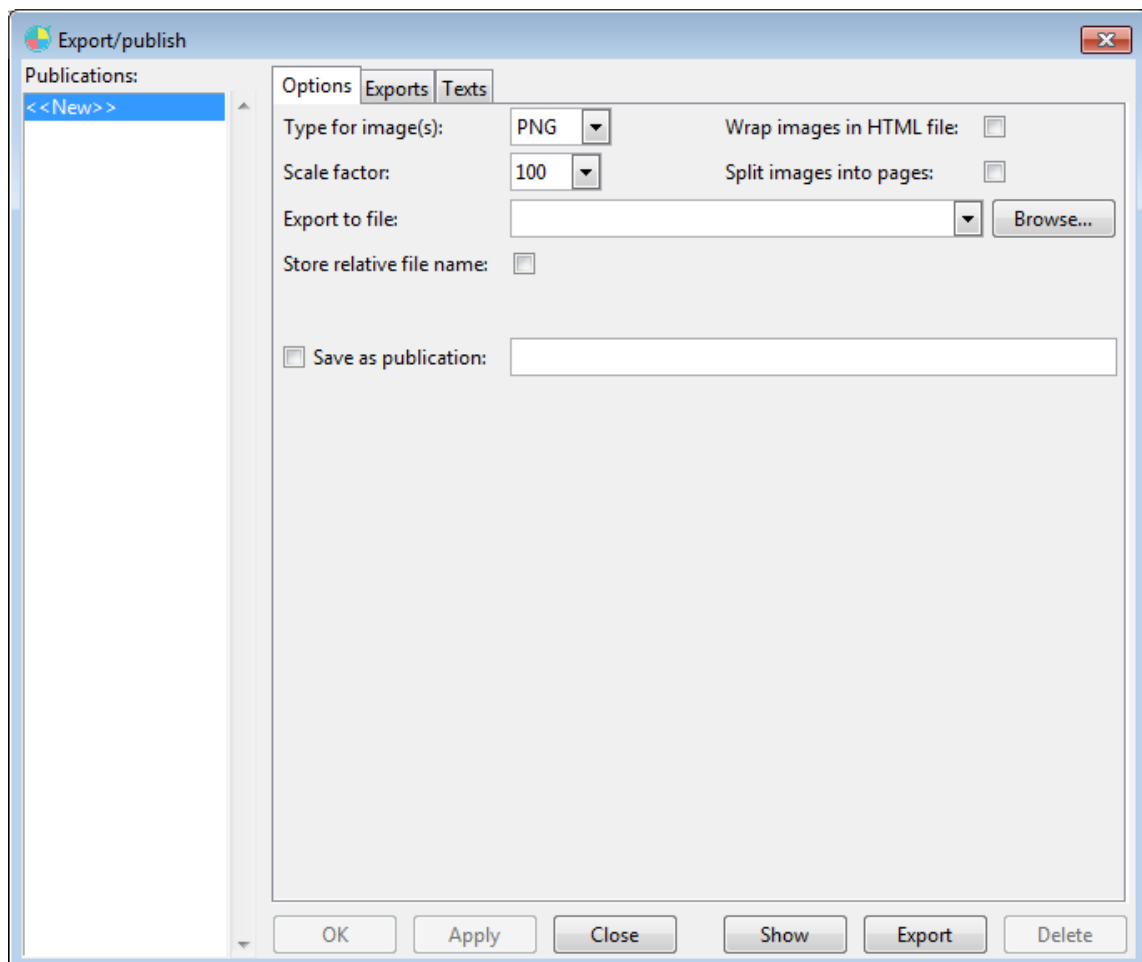 Export/publish
Publications:
<<New>>
Options Exports Texts
Type for image(s): PNG Wrap images in HTML file:
Scale factor: 100 Split images into pages:
Export to file: Browse...
Store relative file name:
Save as publication:
OK Apply Close Show Export Delete